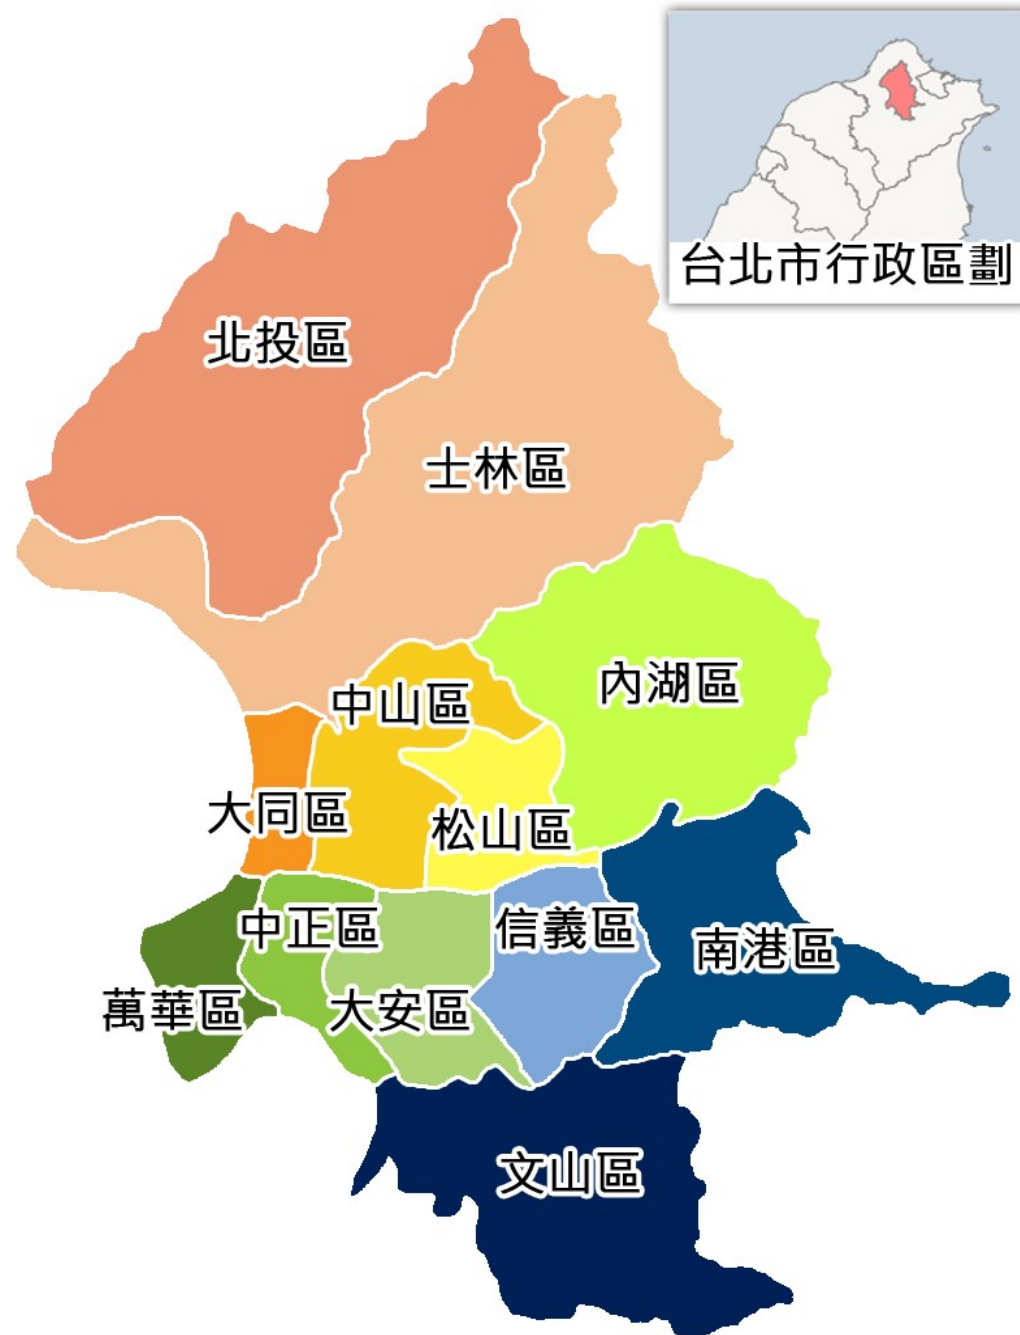 台北市行政區劃
北投區
士林區
內湖區
中山區
大同區
松山區
中正區
信義區
南港區
萬華區
大安區
文山區